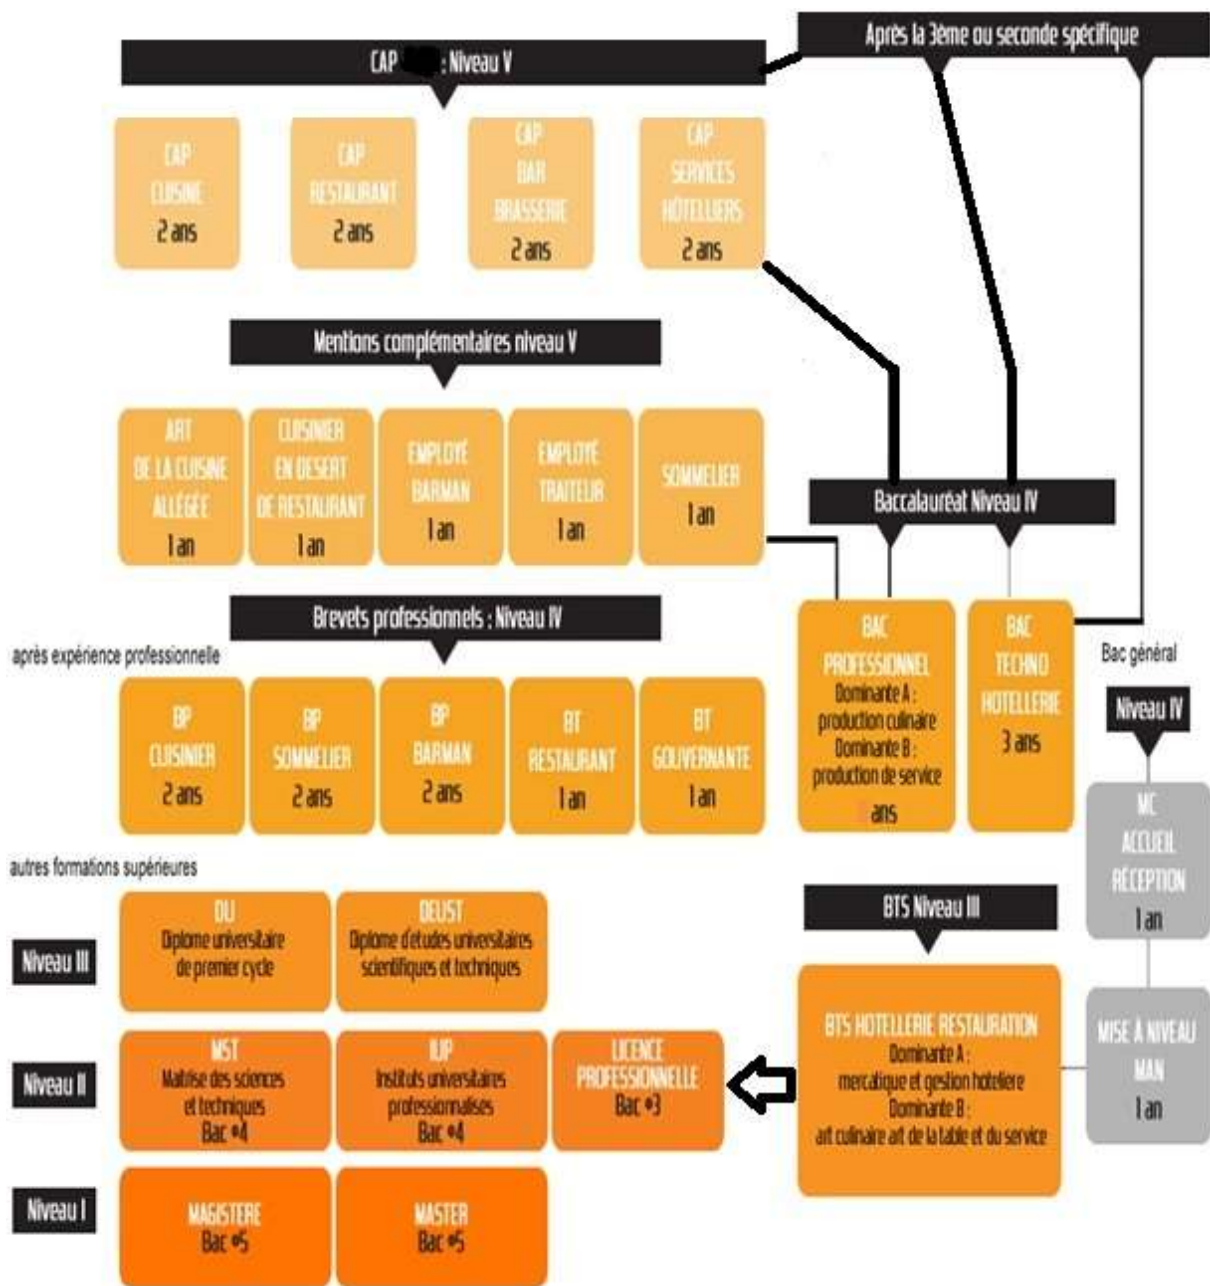 Après la 3ème ou seconde spécifique
CAP : Niveau V
CAP
CUISINE
2 ans
CAP
RESTAURANT
2 ans
CAP
BAR
BRASSERIE
2 ans
CAP
SERVICES
HÔTELLIERS
2 ans
Mentions complémentaires niveau V
ART
DE LA CUISINE
ALLÉGÉE
1 an
CUISINIER
EN DESERT
DE RESTAURANT
1 an
EMPLOYÉ
BARMAN
1 an
EMPLOYÉ
TRAITEUR
1 an
SOMMELIER
1 an
Baccalauréat Niveau IV
BAC
PROFESSIONNEL
Dominante A :
production culinaire
Dominante B :
production de service
ans
BAC
TECHNO
HOTELLERIE
3 ans
Brevets professionnels : Niveau IV
après expérience professionnelle
BP
CUISINIER
2 ans
BP
SOMMELIER
2 ans
BP
BARMAN
2 ans
BT
RESTAURANT
1 an
BT
GOUVERNANTE
1 an
Bac général
Niveau IV
MC
ACCUEIL
RÉCEPTION
1 an
MISE À NIVEAU
MAN
1 an
autres formations supérieures
Niveau III
DU
Diplome universitaire
de premier cycle
DEUST
Diplôme d'études universitaires
scientifiques et techniques
BTS Niveau III
BTS HOTELLERIE RESTAURATION
Dominante A :
mercatique et gestion hoteliere
Dominante B :
art culinaire art de la table et du service
Niveau II
MST
Maitrise des sciences
et techniques
Bac +4
IUP
Instituts universitaires
professionnalises
Bac +4
LICENCE
PROFESSIONNELLE
Bac +3
Niveau I
MAGISTERE
Bac +5
MASTER
Bac +5